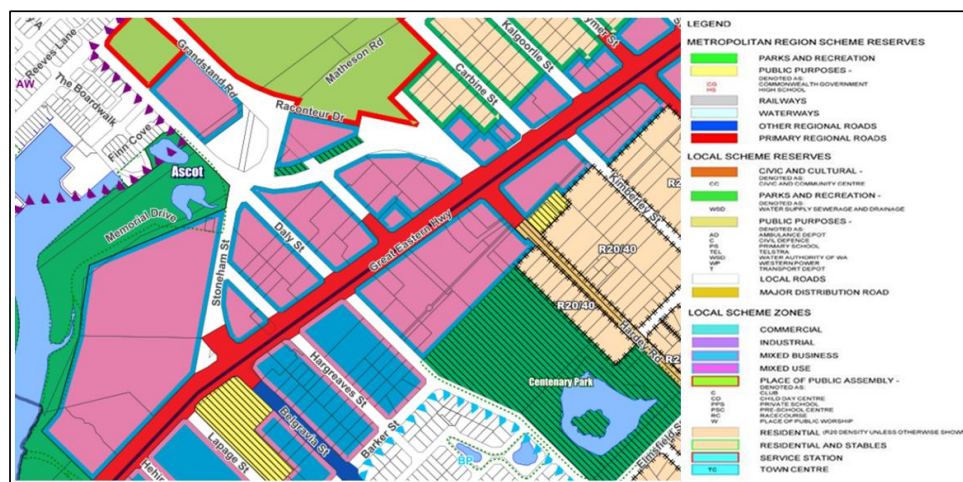 Reeves Lane
AW
The Boardwalk
Finn Cove
Grandstand Rd
Matheson Rd
Raconteur Dr
Kalgoorlie St
Carbine St
Ascot
Memorial Drive
Stoneham St
Daly St
Great Eastern Hwy
Kimberley St
R20/40
R20/40
Hardey Rd
Centenary Park
Hargreaves St
Belgravia St
Lapage St
Barker St
BP
LEGEND
METROPOLITAN REGION SCHEME RESERVES
PARKS AND RECREATION
PUBLIC PURPOSES -
DENOTED AS:
CG COMMONWEALTH GOVERNMENT
HS HIGH SCHOOL
RAILWAYS
WATERWAYS
OTHER REGIONAL ROADS
PRIMARY REGIONAL ROADS
LOCAL SCHEME RESERVES
CIVIC AND CULTURAL -
DENOTED AS:
CC CIVIC AND COMMUNITY CENTRE
PARKS AND RECREATION -
DENOTED AS:
WSD WATER SUPPLY SEWERAGE AND DRAINAGE
PUBLIC PURPOSES -
DENOTED AS:
AD AMBULANCE DEPOT
C CIVIL DEFENCE
PS PRIMARY SCHOOL
TEL TELSTRA
WSD WATER AUTHORITY OF WA
WP WESTERN POWER
T TRANSPORT DEPOT
LOCAL ROADS
MAJOR DISTRIBUTION ROAD
LOCAL SCHEME ZONES
COMMERCIAL
INDUSTRIAL
MIXED BUSINESS
MIXED USE
PLACE OF PUBLIC ASSEMBLY -
DENOTED AS:
C CLUB
CD CHILD DAY CENTRE
PPS PRIVATE SCHOOL
PSC PRE-SCHOOL CENTRE
RC RACECOURSE
W PLACE OF PUBLIC WORSHIP
RESIDENTIAL (R20 DENSITY UNLESS OTHERWISE SHOW
RESIDENTIAL AND STABLES
SERVICE STATION
TC TOWN CENTRE